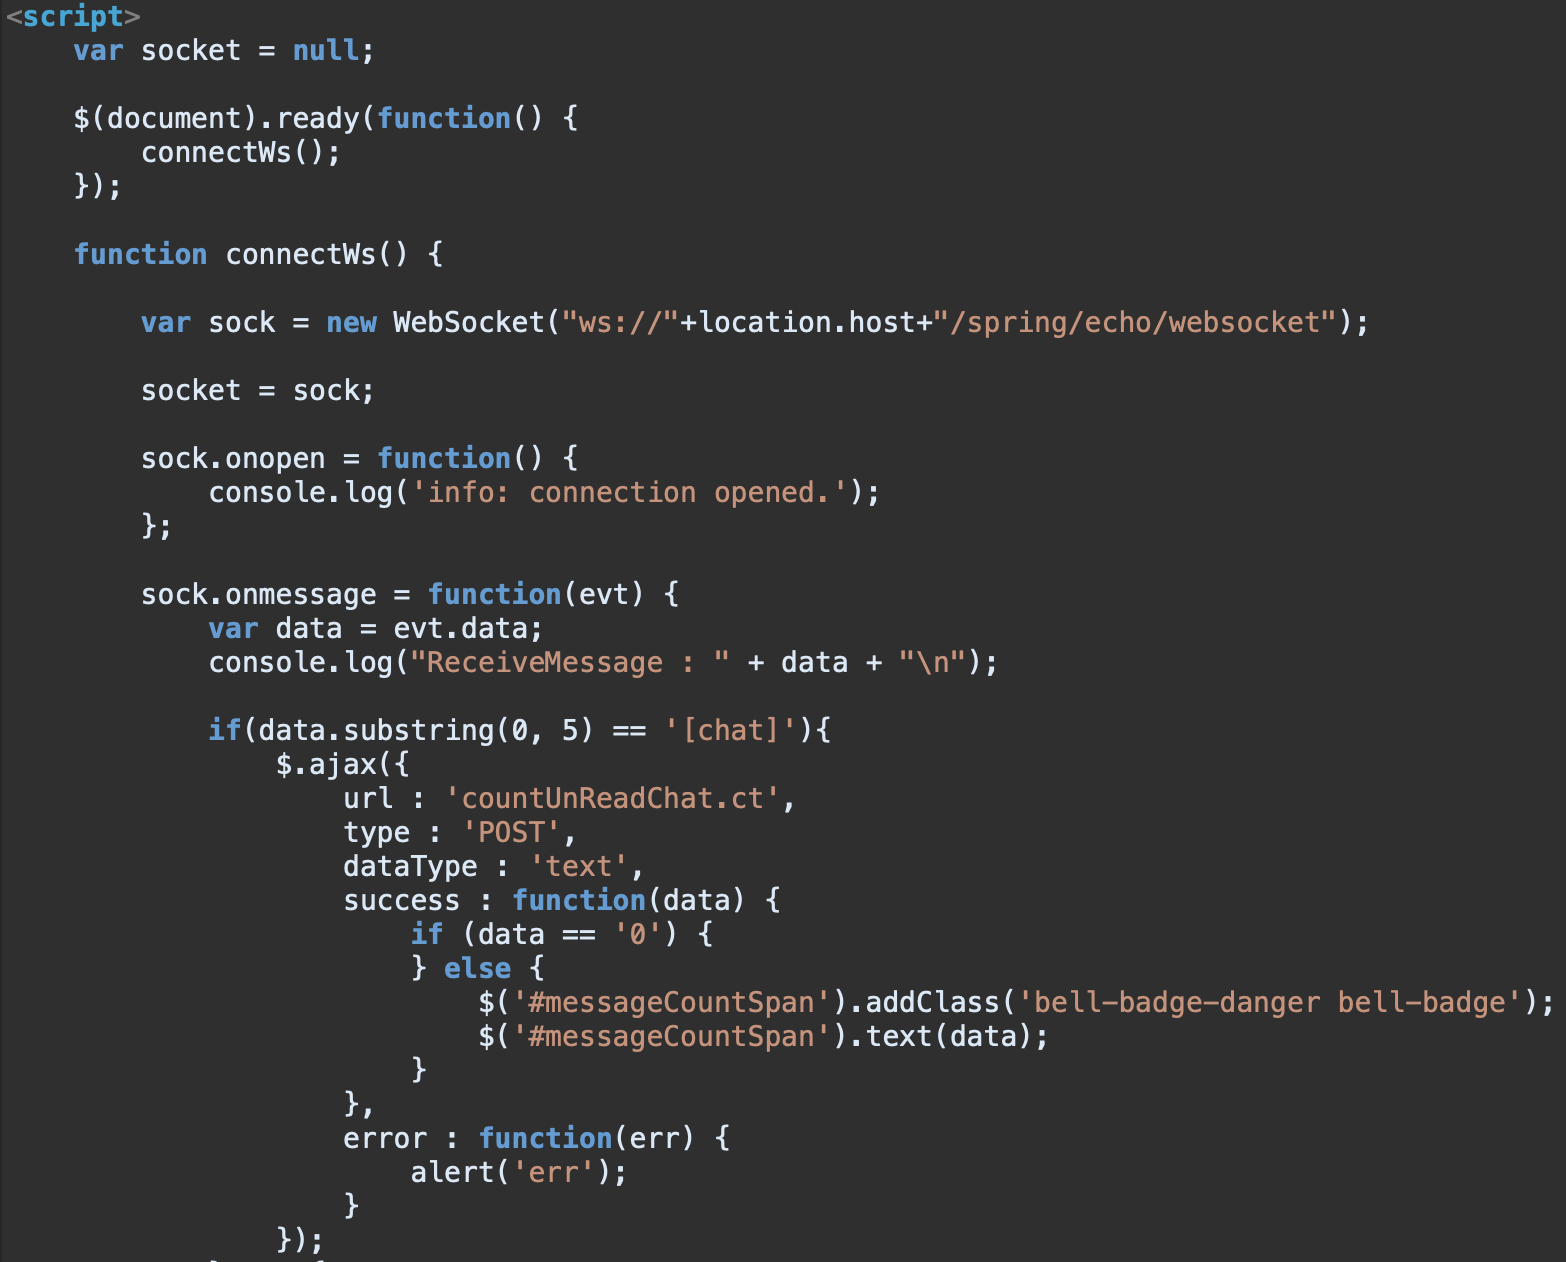 <script>
var socket = null;
$(document).ready(function() {
connectWs();
});
function connectWs() {
var sock = new WebSocket("ws://"+location.host+"/spring/echo/websocket");
socket = sock;
sock.onopen = function() {
console.log('info: connection opened.');
};
sock.onmessage = function(evt) {
var data = evt.data;
console.log("ReceiveMessage : " + data + "\n");
if(data.substring(0, 5) == '[chat]'){
$.ajax({
url : 'countUnReadChat.ct',
type : 'POST',
dataType : 'text',
success : function(data) {
if (data == '0') {
} else {
$('#messageCountSpan').addClass('bell-badge-danger bell-badge');
$('#messageCountSpan').text(data);
}
},
error : function(err) {
alert('err');
}
});